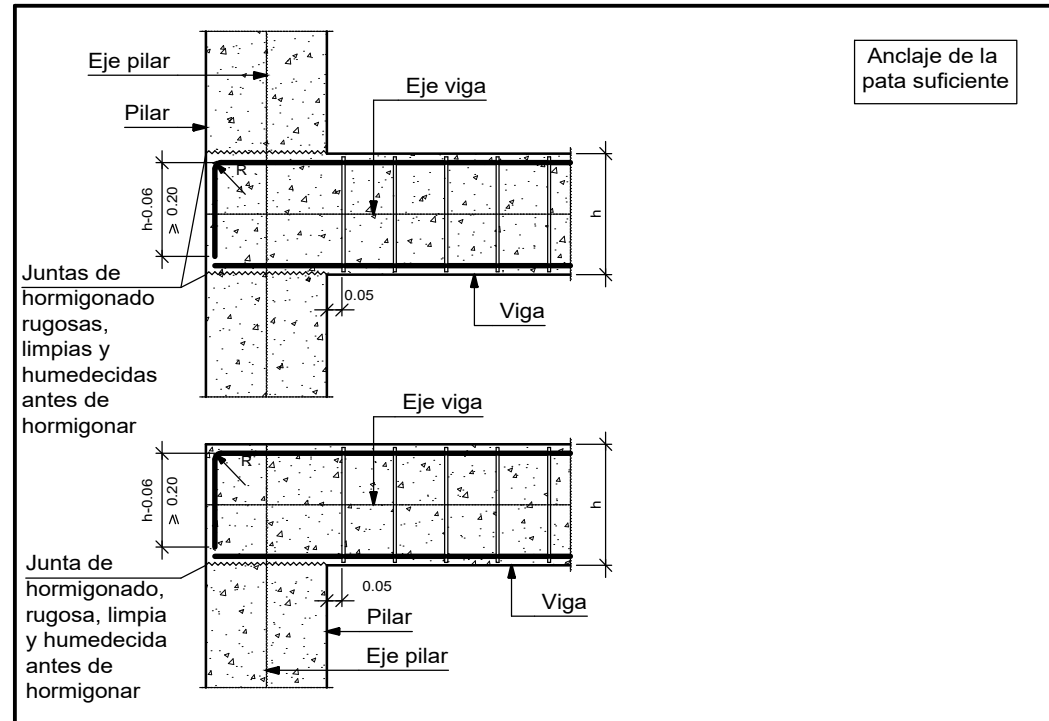 Eje pilar
Pilar
Eje viga
Anclaje de la
pata suficiente
R
h-0.06
≥ 0.20
h
Juntas de
hormigonado
rugosas,
limpias y
humedecidas
antes de
hormigonar
0.05
Viga
Eje viga
R
h-0.06
≥ 0.20
h
Junta de
hormigonado,
rugosa, limpia
y humedecida
antes de
hormigonar
0.05
Viga
Pilar
Eje pilar